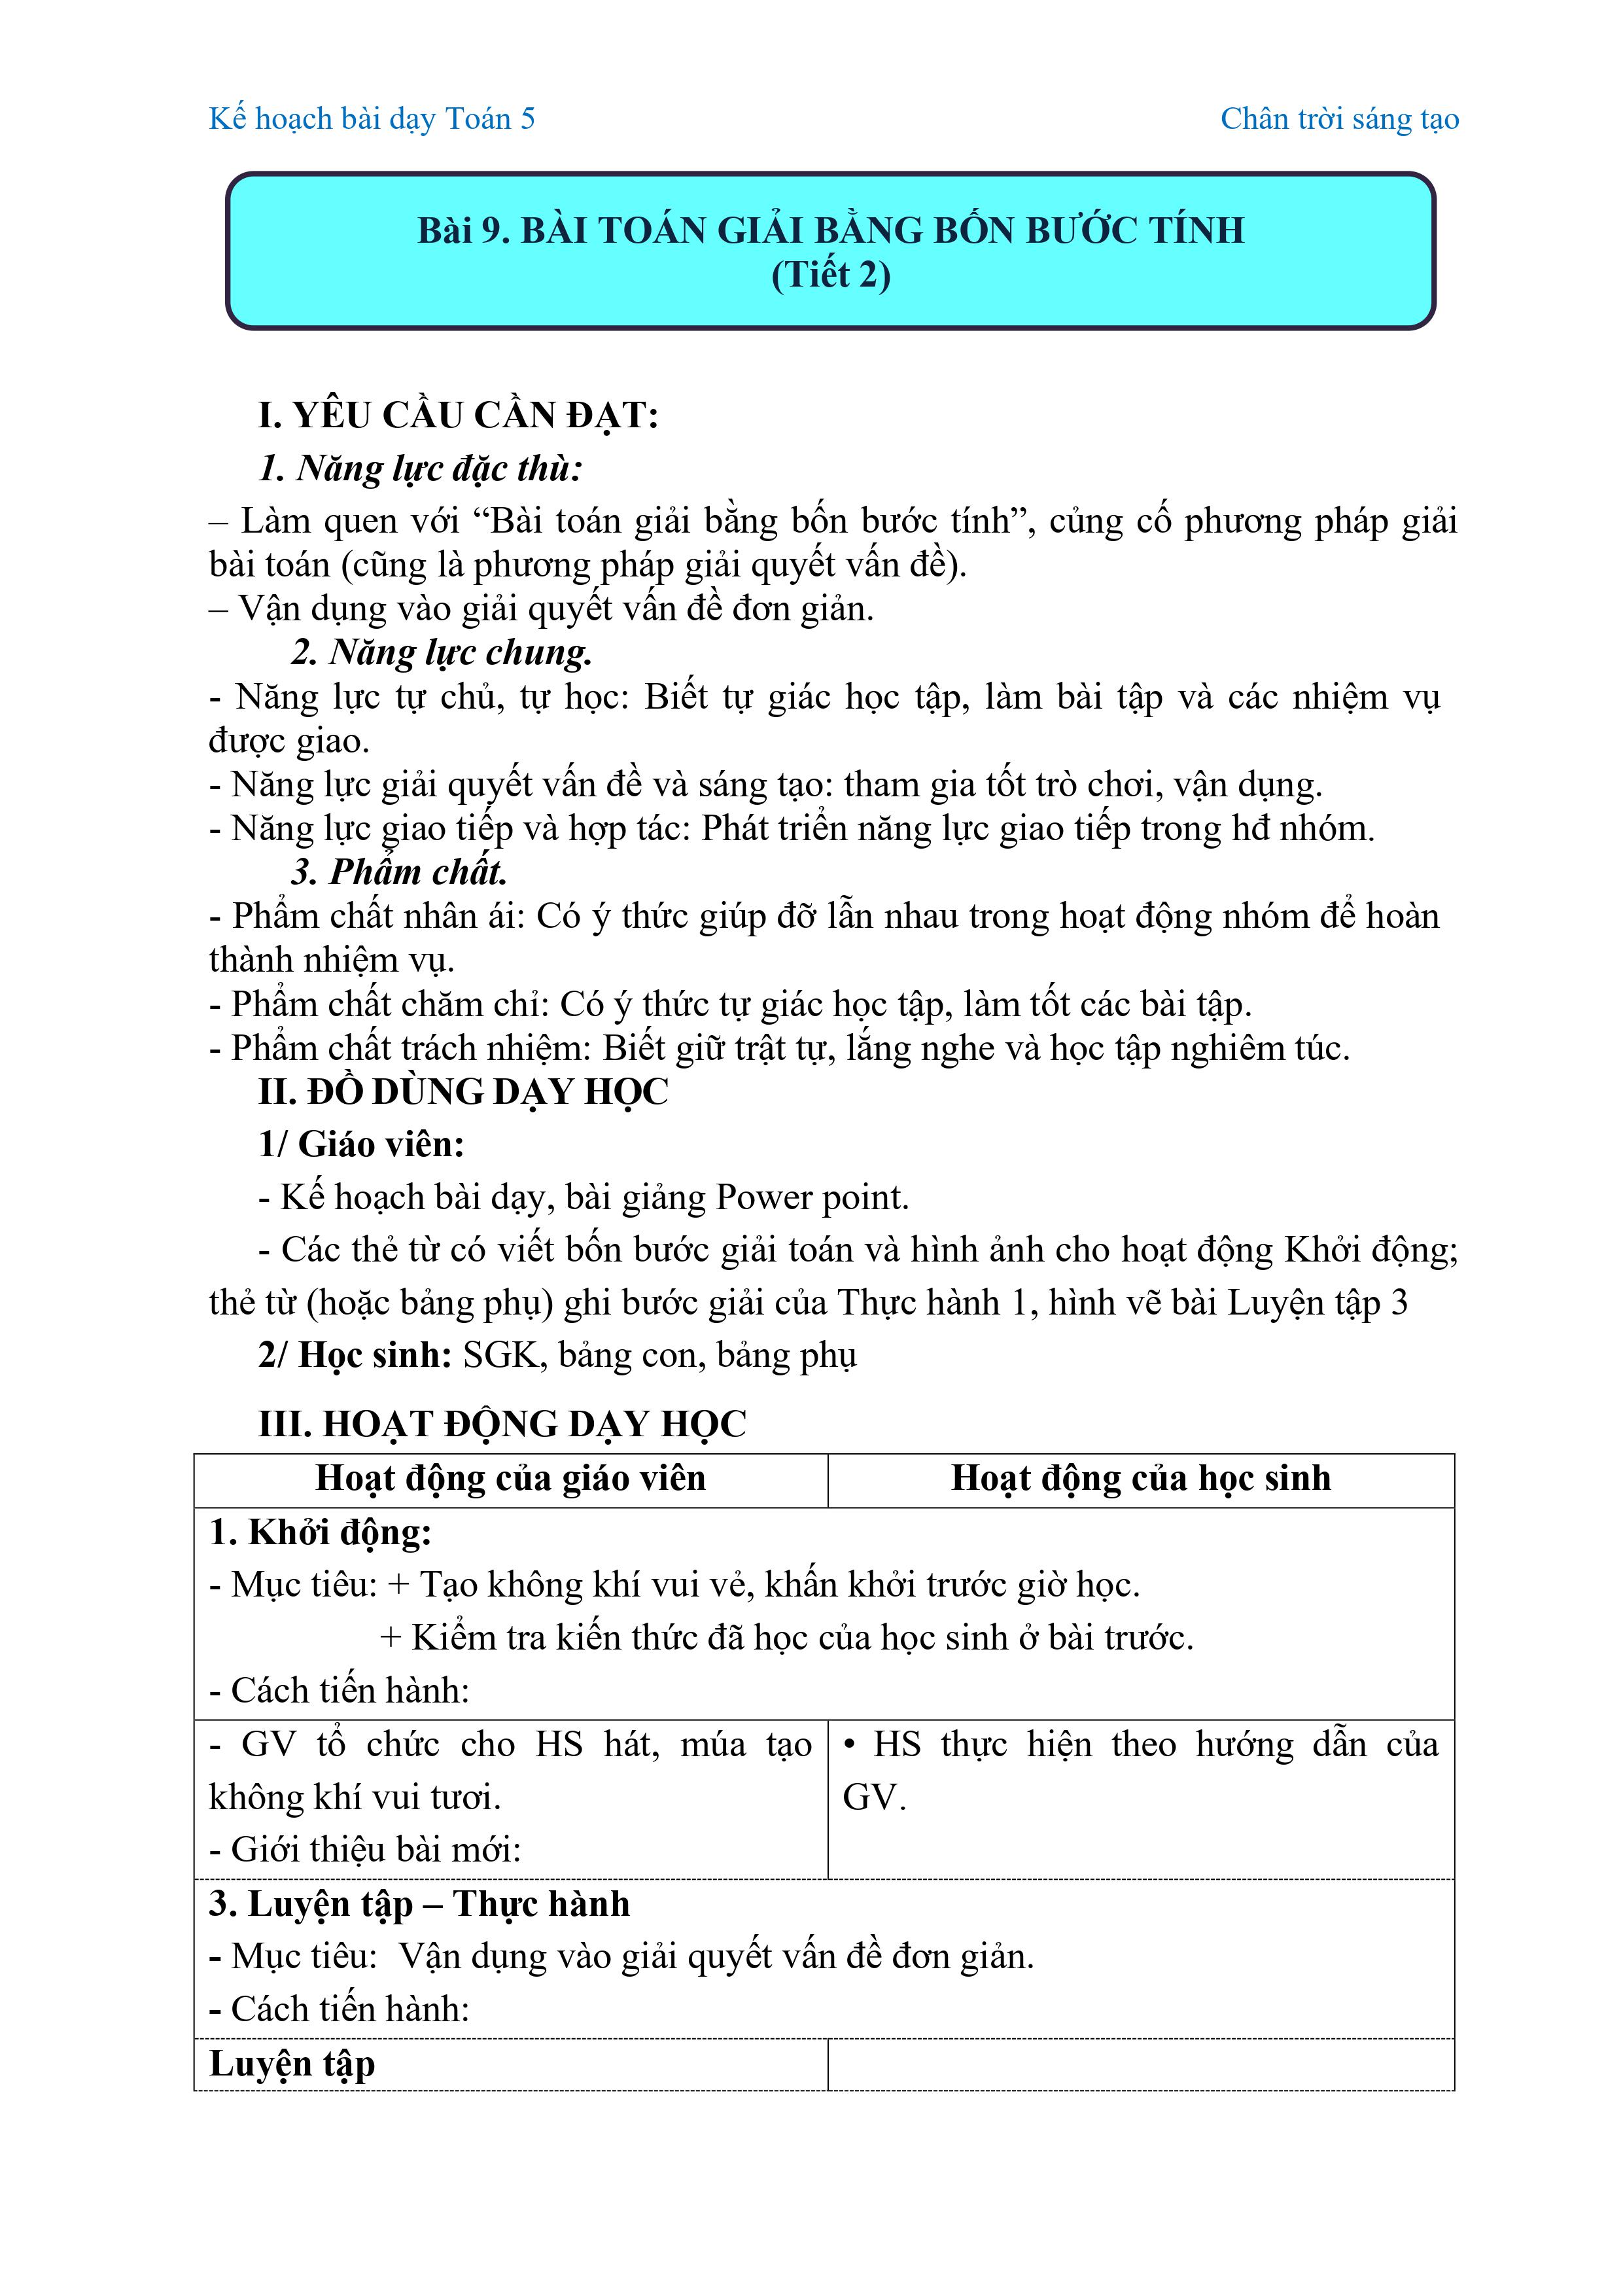 Kế hoạch bài dạy Toán 5 Chân trời sáng tạo
Bài 9. BÀI TOÁN GIẢI BẰNG BỐN BƯỚC TÍNH
(Tiết 2)
I. YÊU CẦU CẦN ĐẠT:
1. Năng lực đặc thù:
– Làm quen với “Bài toán giải bằng bốn bước tính”, củng cố phương pháp giải
bài toán (cũng là phương pháp giải quyết vấn đề).
– Vận dụng vào giải quyết vấn đề đơn giản.
2. Năng lực chung.
- Năng lực tự chủ, tự học: Biết tự giác học tập, làm bài tập và các nhiệm vụ
được giao.
- Năng lực giải quyết vấn đề và sáng tạo: tham gia tốt trò chơi, vận dụng.
- Năng lực giao tiếp và hợp tác: Phát triển năng lực giao tiếp trong hđ nhóm.
3. Phẩm chất.
- Phẩm chất nhân ái: Có ý thức giúp đỡ lẫn nhau trong hoạt động nhóm để hoàn
thành nhiệm vụ.
- Phẩm chất chăm chỉ: Có ý thức tự giác học tập, làm tốt các bài tập.
- Phẩm chất trách nhiệm: Biết giữ trật tự, lắng nghe và học tập nghiêm túc.
II. ĐỒ DÙNG DẠY HỌC
1/ Giáo viên:
- Kế hoạch bài dạy, bài giảng Power point.
- Các thẻ từ có viết bốn bước giải toán và hình ảnh cho hoạt động Khởi động;
thẻ từ (hoặc bảng phụ) ghi bước giải của Thực hành 1, hình vẽ bài Luyện tập 3
2/ Học sinh: SGK, bảng con, bảng phụ
III. HOẠT ĐỘNG DẠY HỌC
Hoạt động của giáo viên Hoạt động của học sinh
1. Khởi động:
- Mục tiêu: + Tạo không khí vui vẻ, khấn khởi trước giờ học.
+ Kiểm tra kiến thức đã học của học sinh ở bài trước.
- Cách tiến hành:
- GV tổ chức cho HS hát, múa tạo
không khí vui tươi.
- Giới thiệu bài mới:
• HS thực hiện theo hướng dẫn của
GV.
3. Luyện tập – Thực hành
- Mục tiêu: Vận dụng vào giải quyết vấn đề đơn giản.
- Cách tiến hành:
Luyện tập